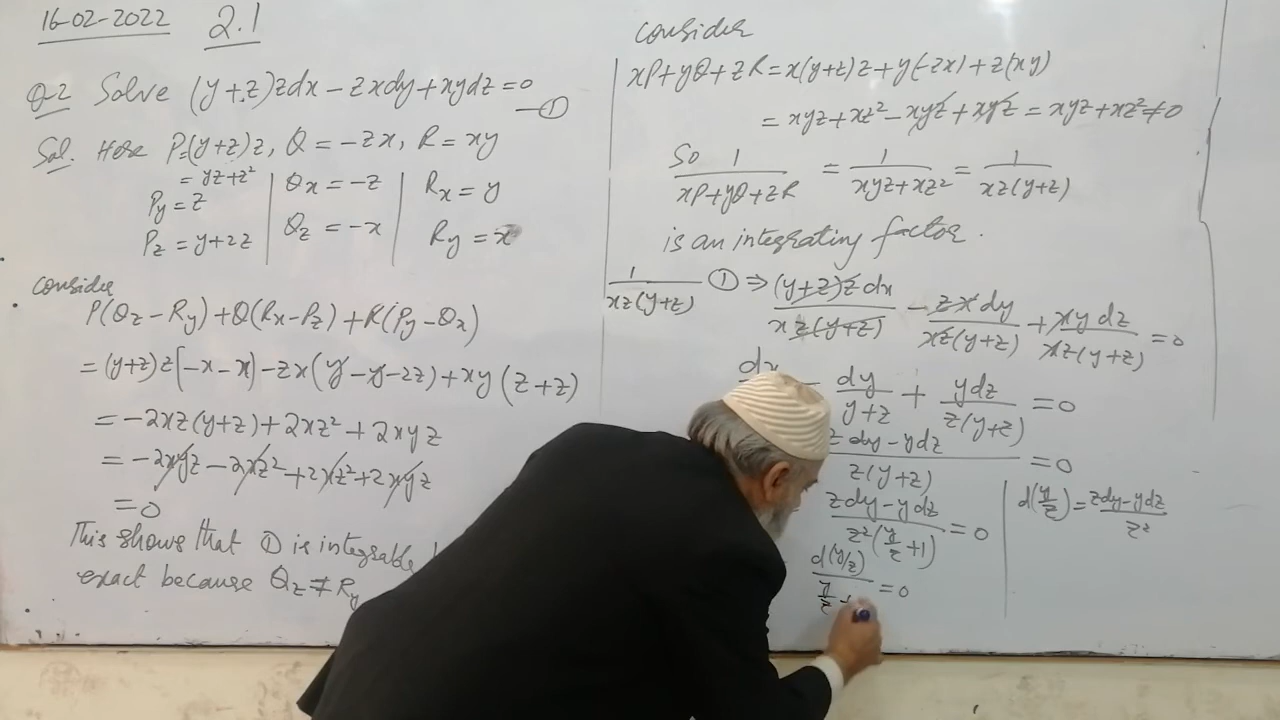 16-02-2022 2.1
Q.2 Solve (y+z)zdx - zxdy + xydz = 0 —①
Sol. Here P=(y+z)z, Q = -zx, R = xy
= yz+z²
Py = z | Qx = -z | Rx = y
Pz = y+2z | Qz = -x | Ry = x
consider
P(Qz - Ry) + Q(Rx - Pz) + R(Py - Qx)
= (y+z)z[-x-x] - zx(y-y-2z) + xy(z+z)
= -2xz(y+z) + 2xz² + 2xyz
= -2xyz - 2xz² + 2xz² + 2xyz
= 0
This shows that ① is integrable
exact because Qz ≠ Ry
consider
xP+yQ+zR = x(y+z)z + y(-zx) + z(xy)
= xyz + xz² - xyz + xyz = xyz + xz² ≠ 0
So 1/(xP+yQ+zR) = 1/(xyz+xz²) = 1/(xz(y+z))
is an integrating factor.
1/(xz(y+z)) ① ⇒ (y+z)zdx/(xz(y+z)) - zxdy/(xz(y+z)) + xydz/(xz(y+z)) = 0
dx - dy/(y+z) + ydz/(z(y+z)) = 0
zdy - ydz/(z(y+z)) = 0
zdy - ydz/(z²(y/z+1)) = 0 | d(y/z) = (zdy - ydz)/z²
d(y/z)/(y/z + = 0